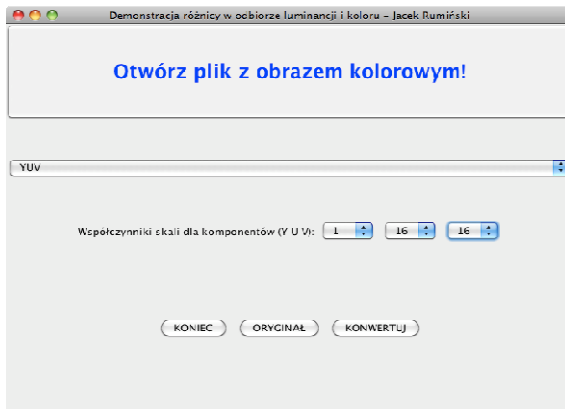 Demonstracja różnicy w odbiorze luminancji i koloru – Jacek Rumiński
Otwórz plik z obrazem kolorowym!
YUV
Współczynniki skali dla komponentów (Y U V): 1 16 16
KONIEC ORYGINAŁ KONWERTUJ